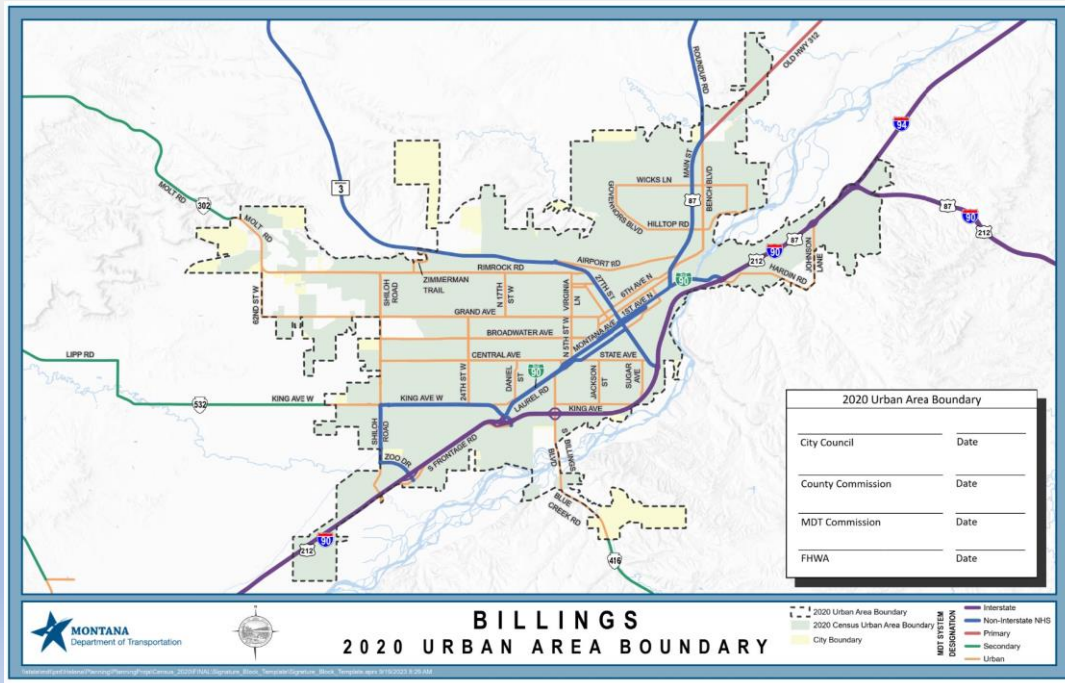 ROUNDUP RD
OLD HWY 312
94
3
MAIN ST
WICKS LN
GOVERNORS BLVD
BENCH BLVD
87
HILLTOP RD
MOLT RD
302
MOLT RD
87
90
212
AIRPORT RD
RIMROCK RD
ZIMMERMAN
TRAIL
27TH ST
6TH AVE N
90
212
90
87
JOHNSON
LANE
HARDIN RD
62ND ST W
SHILOH
ROAD
N 17TH
ST W
VIRGINIA
LN
GRAND AVE
1ST AVE N
MONTANA AVE
BROADWATER AVE
N 5TH ST W
CENTRAL AVE
STATE AVE
LIPP RD
532
KING AVE W
KING AVE W
24TH ST W
DANIEL
ST
90
LAUREL RD
JACKSON
ST
SUGAR
AVE
KING AVE
SHILOH
ROAD
ZOO DR
S FRONTAGE RD
S BILLINGS
BLVD
BLUE
CREEK RD
416
212
90
2020 Urban Area Boundary
City Council Date
County Commission Date
MDT Commission Date
FHWA Date
MONTANA
Department of Transportation
BILLINGS
2020 URBAN AREA BOUNDARY
2020 Urban Area Boundary
2020 Census Urban Area Boundary
City Boundary
MDT SYSTEM
DESIGNATION
Interstate
Non-Interstate NHS
Primary
Secondary
Urban